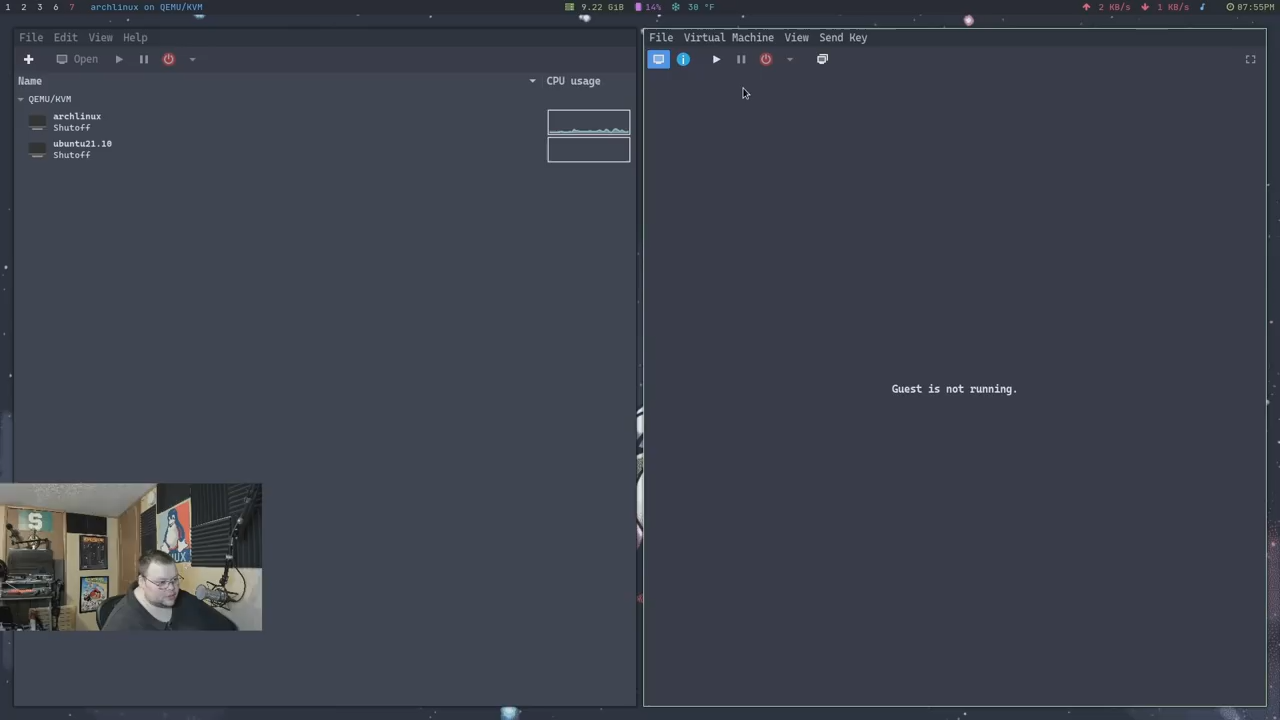 1 2 3 6 7 archlinux on QEMU/KVM 9.22 GiB 14% 30 °F 2 KB/s 1 KB/s 07:55PM
File Edit View Help
File Virtual Machine View Send Key
Open
Name CPU usage
QEMU/KVM
archlinux
Shutoff
ubuntu21.10
Shutoff
Guest is not running.
S
UX